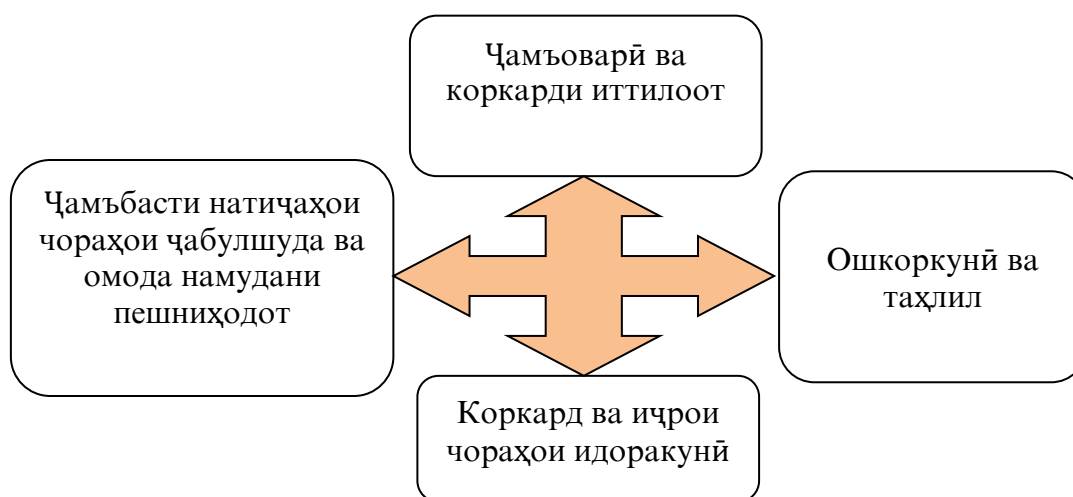 Ҷамъоварӣ ва
коркарди иттилоот
Ҷамъбасти натиҷаҳои
чораҳои ҷабулшуда ва
омода намудани
пешниҳодот
Ошкоркунӣ ва
таҳлил
Коркард ва иҷрои
чораҳои идоракунӣ